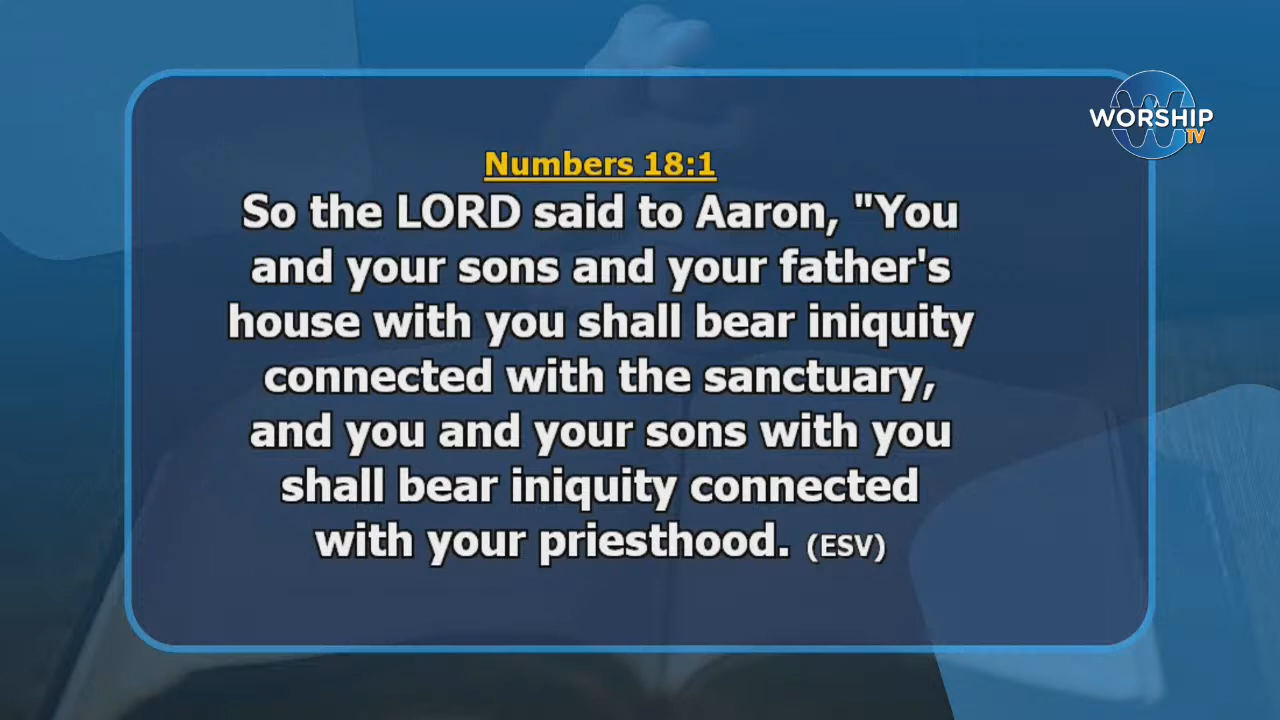 Numbers 18:1
So the LORD said to Aaron, "You
and your sons and your father's
house with you shall bear iniquity
connected with the sanctuary,
and you and your sons with you
shall bear iniquity connected
with your priesthood. (ESV)
WORSHIP
TV